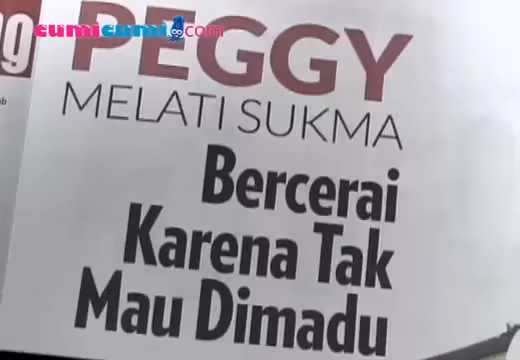 cumicumi.com
PEGGY
MELATI SUKMA
Bercerai
Karena Tak
Mau Dimadu